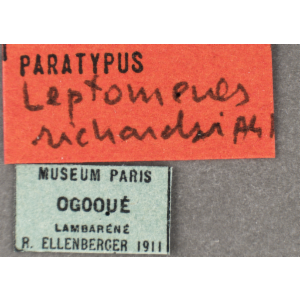 PARATYPUS
Leptomenes
richardsi
MUSEUM PARIS
OGOOUÉ
LAMBARÉNÉ
R. ELLENBERGER 1911